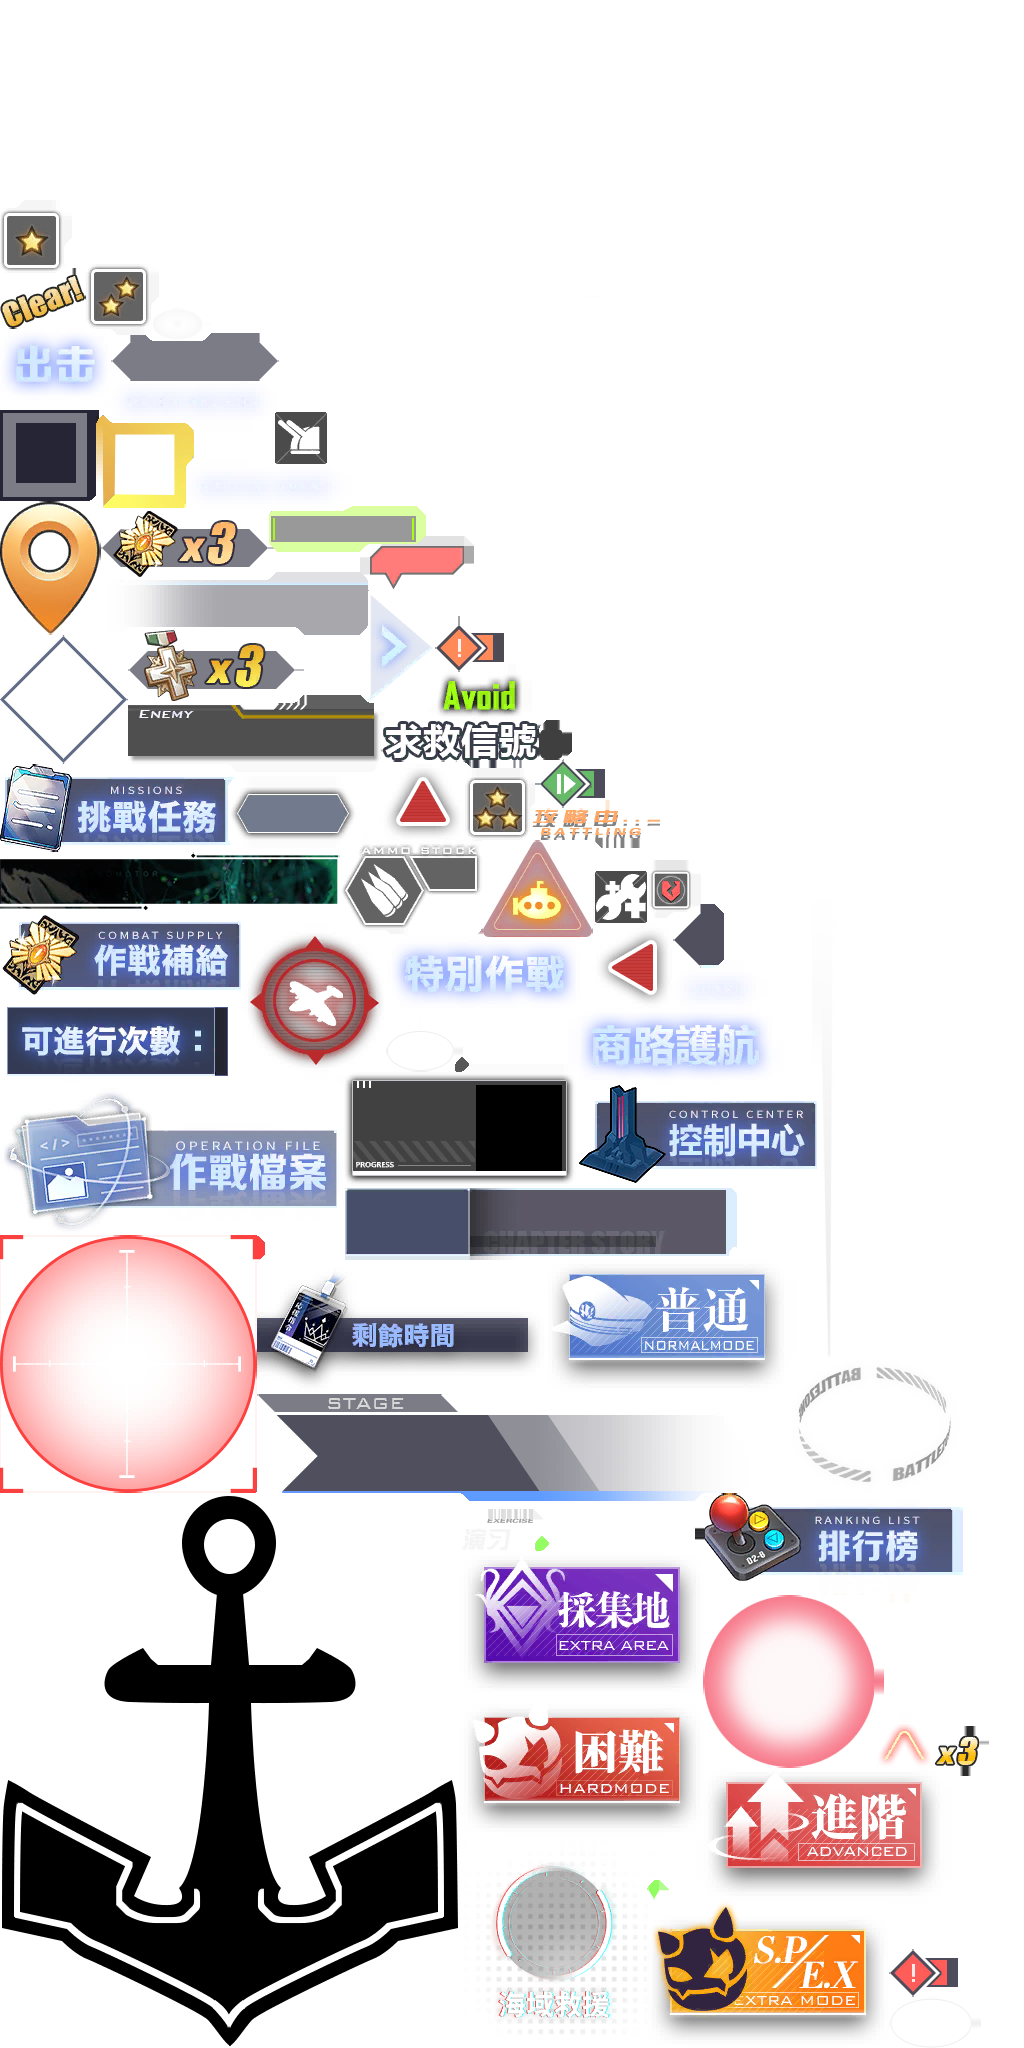 Clear!
出击
x3
x3
ENEMY
Avoid
求救信號
MISSIONS
挑戰任務
攻略中
BATTLING
AMMO STOCK
COMBAT SUPPLY
作戰補給
特別作戰
可進行次數：
商路護航
PROGRESS
CONTROL CENTER
控制中心
</>
OPERATION FILE
作戰檔案
CHAPTER STORY
剩餘時間
普通
NORMALMODE
STAGE
BATTLE
EXERCISE
演习
RANKING LIST
排行榜
02-8
採集地
EXTRA AREA
困難
HARDMODE
x3
進階
ADVANCED
S.P/E.X
EXTRA MODE
海域救援